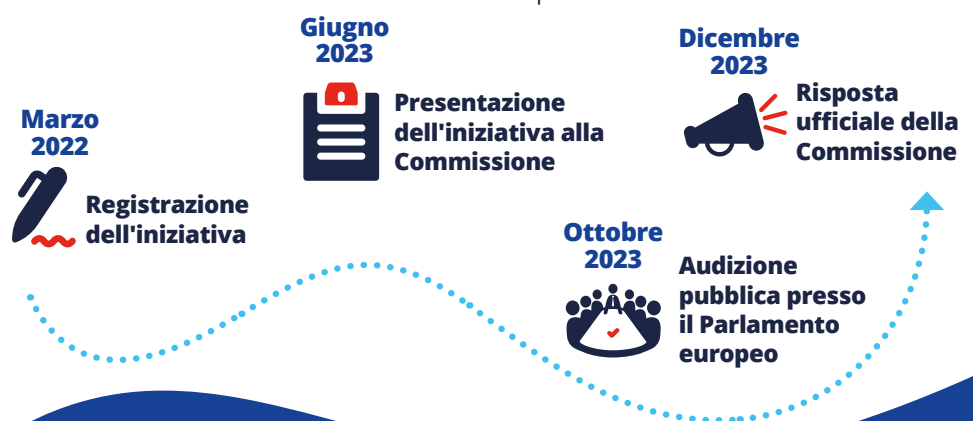 Marzo
2022
Registrazione
dell'iniziativa
Giugno
2023
Presentazione
dell'iniziativa alla
Commissione
Ottobre
2023
Audizione
pubblica presso
il Parlamento
europeo
Dicembre
2023
Risposta
ufficiale della
Commissione